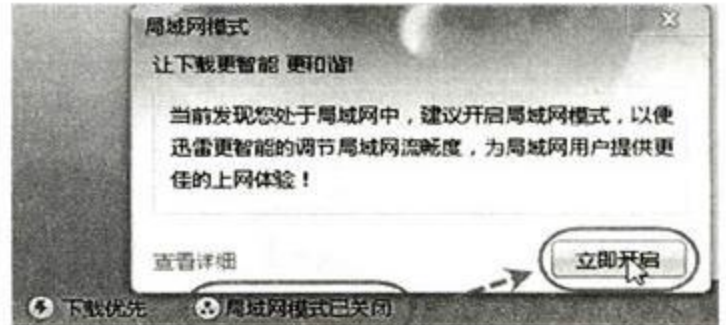 局域网模式
让下载更智能 更和谐!
当前发现您处于局域网中，建议开启局域网模式，以便
迅雷更智能的调节局域网流畅度，为局域网用户提供更
佳的上网体验！
查看详细
立即开启
下载优先
局域网模式已关闭